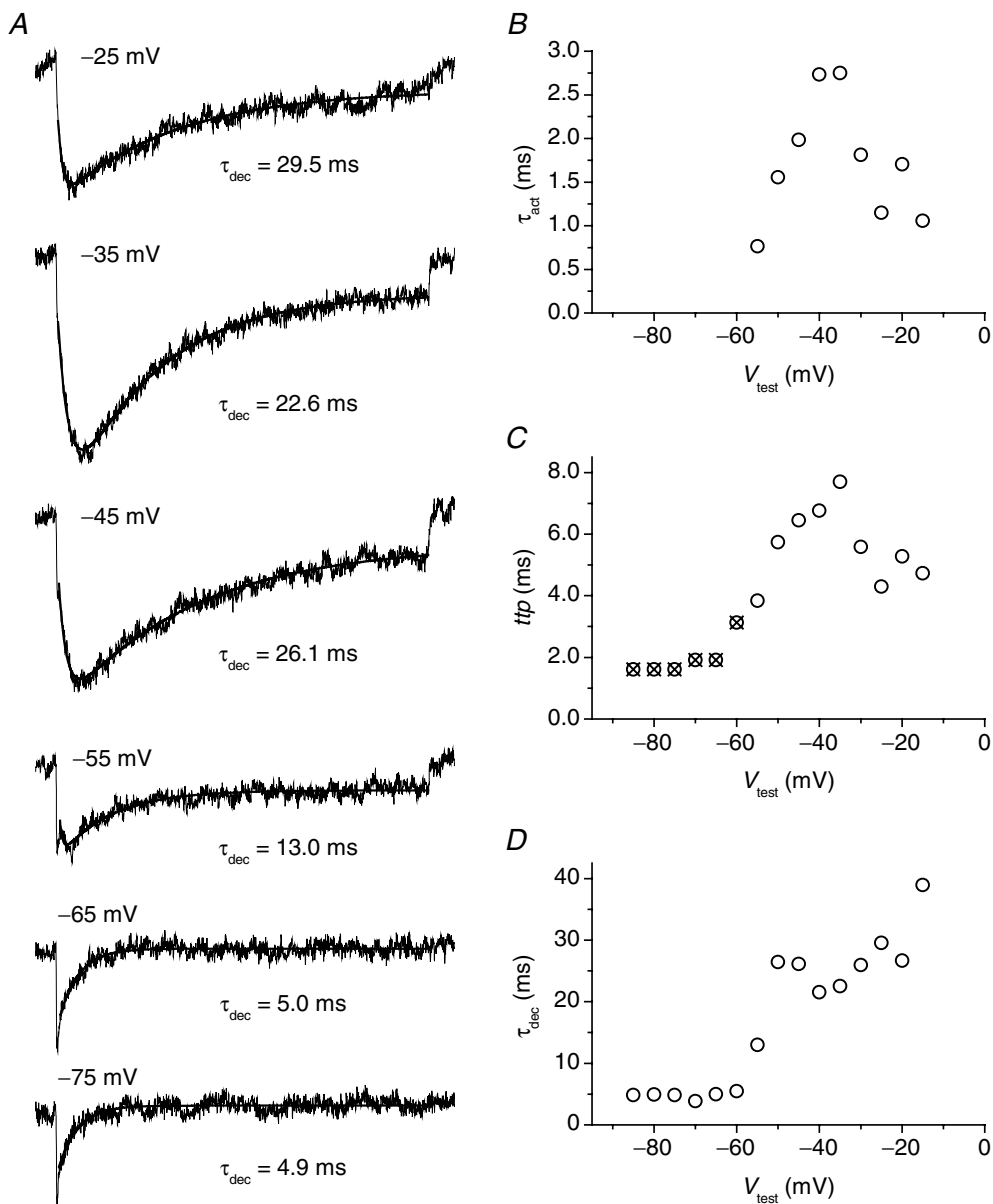 A
−25 mV
τdec = 29.5 ms
−35 mV
τdec = 22.6 ms
−45 mV
τdec = 26.1 ms
−55 mV
τdec = 13.0 ms
−65 mV
τdec = 5.0 ms
−75 mV
τdec = 4.9 ms
B
3.0
2.5
2.0
1.5
1.0
0.5
0.0
τact (ms)
−80 −60 −40 −20 0
Vtest (mV)
C
8.0
6.0
4.0
2.0
0.0
ttp (ms)
−80 −60 −40 −20 0
Vtest (mV)
D
40
30
20
10
0
τdec (ms)
−80 −60 −40 −20 0
Vtest (mV)